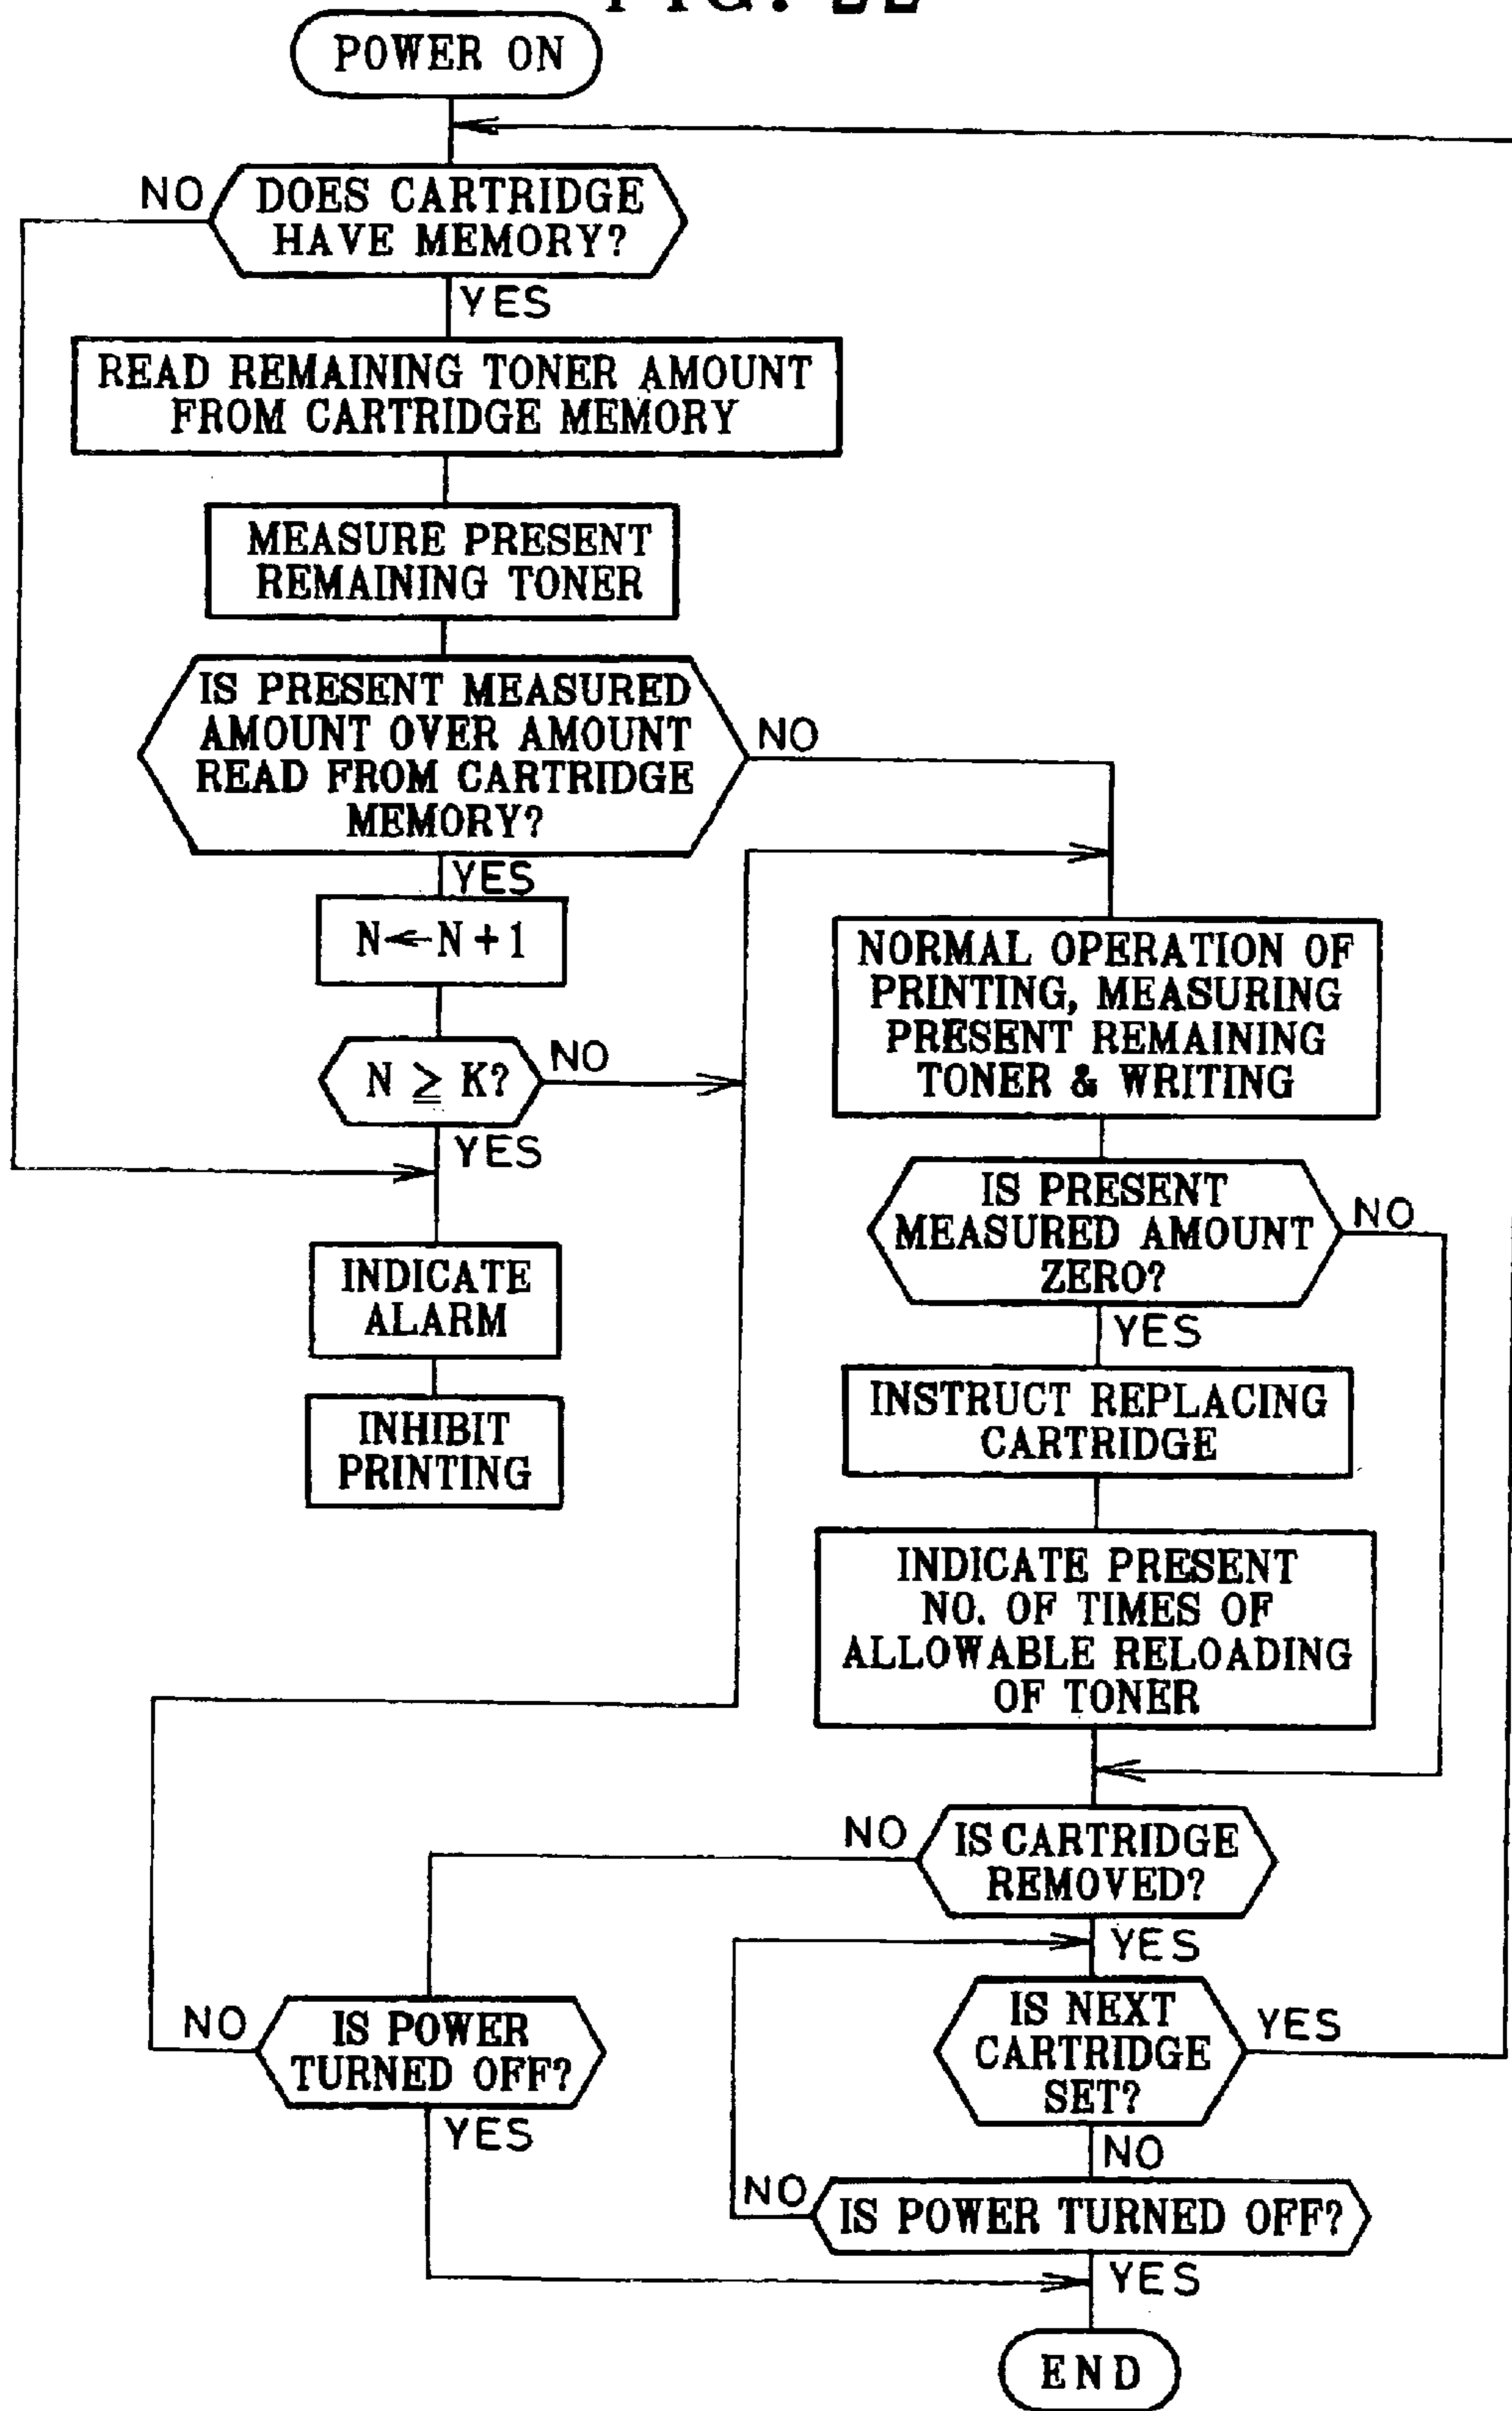 POWER ON
NO
DOES CARTRIDGE
HAVE MEMORY?
YES
READ REMAINING TONER AMOUNT
FROM CARTRIDGE MEMORY
MEASURE PRESENT
REMAINING TONER
IS PRESENT MEASURED
AMOUNT OVER AMOUNT
READ FROM CARTRIDGE
MEMORY?
NO
YES
N←N+1
N ≧ K?
NO
YES
INDICATE
ALARM
INHIBIT
PRINTING
NORMAL OPERATION OF
PRINTING, MEASURING
PRESENT REMAINING
TONER & WRITING
IS PRESENT
MEASURED AMOUNT
ZERO?
NO
YES
INSTRUCT REPLACING
CARTRIDGE
INDICATE PRESENT
NO. OF TIMES OF
ALLOWABLE RELOADING
OF TONER
NO
IS CARTRIDGE
REMOVED?
YES
NO
IS POWER
TURNED OFF?
YES
IS NEXT
CARTRIDGE
SET?
YES
NO
NO
IS POWER TURNED OFF?
YES
END